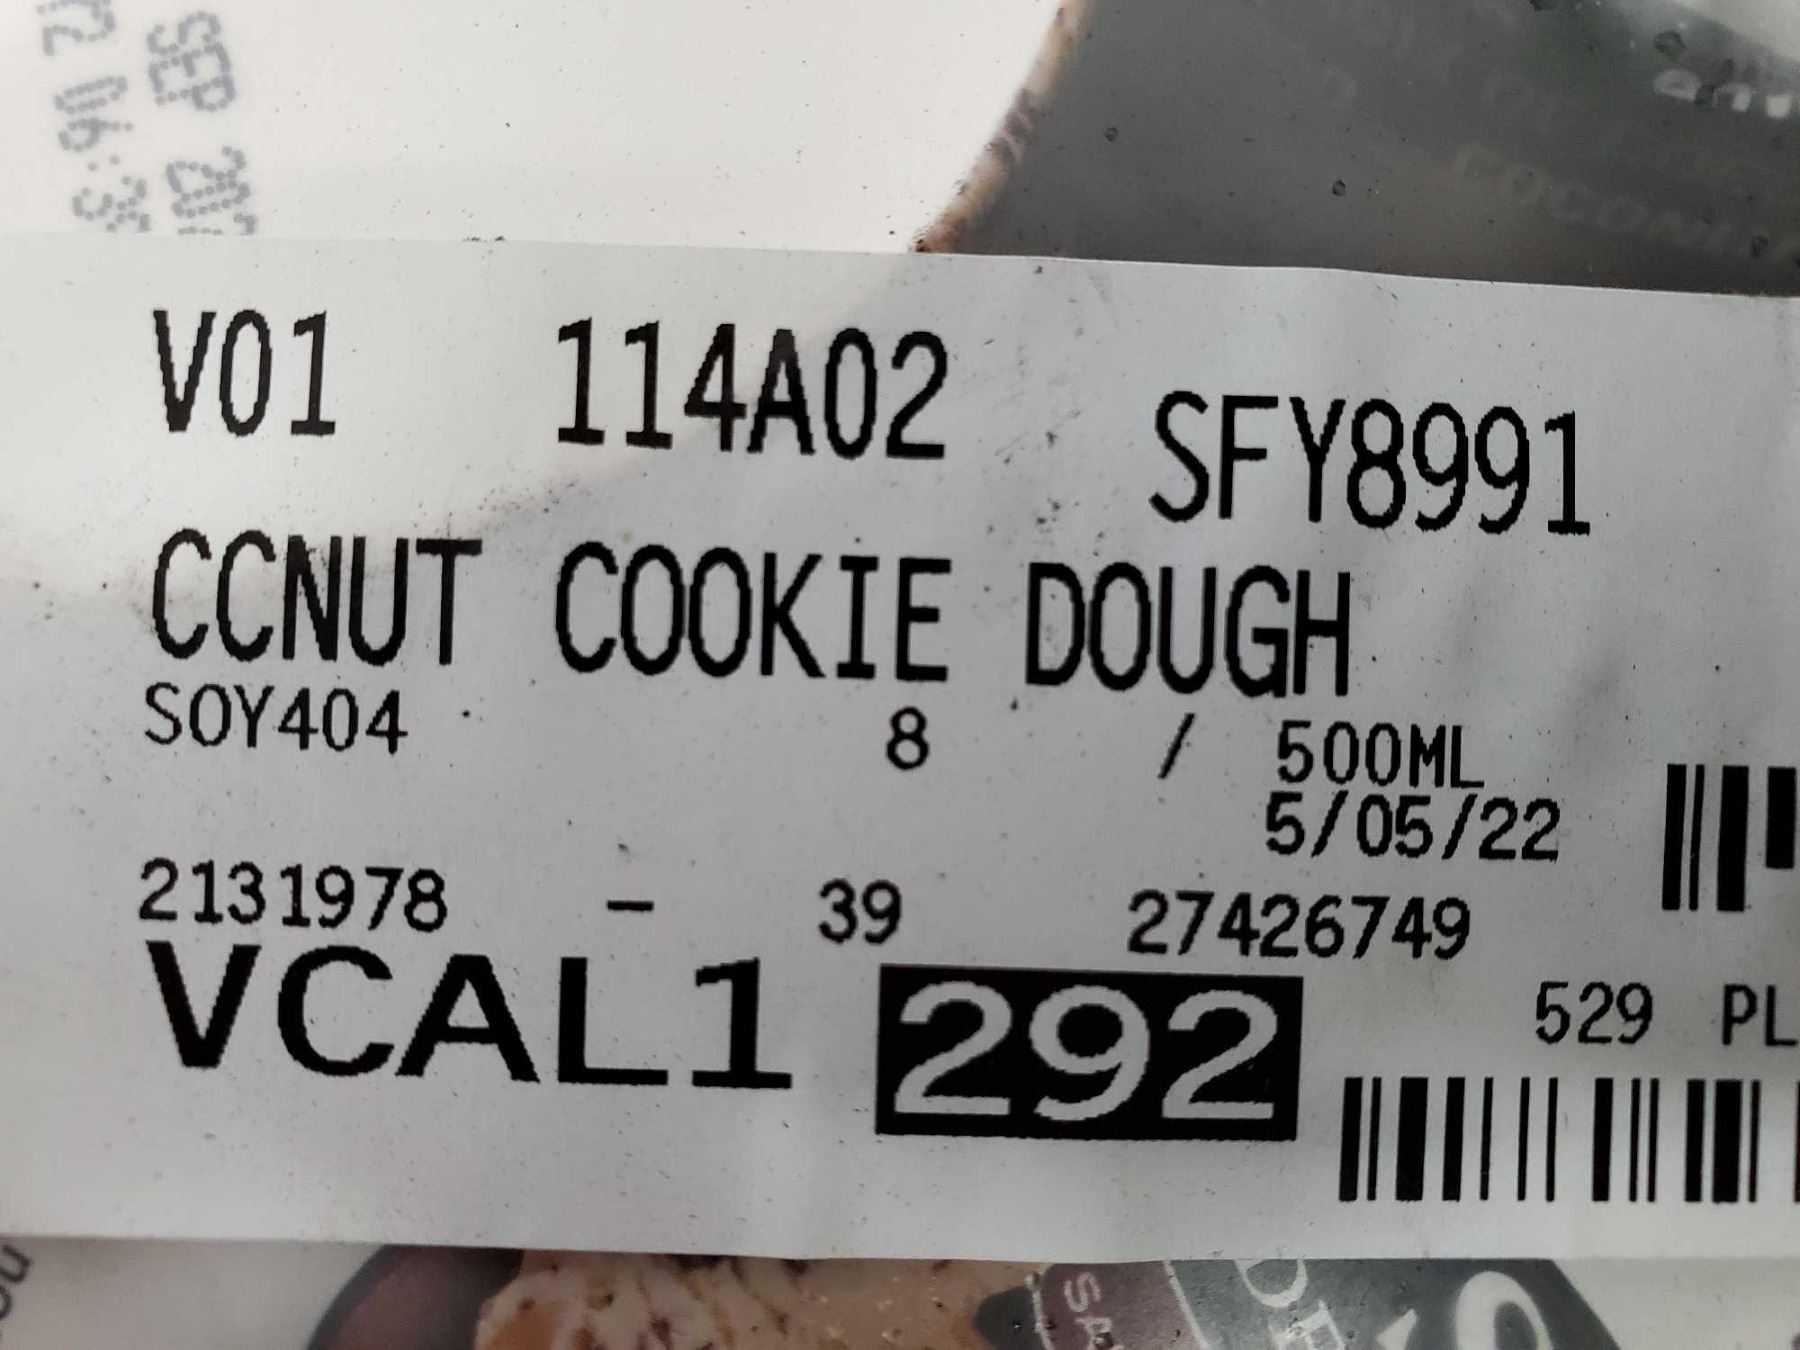 V01 114A02 SFY8991
CCNUT COOKIE DOUGH
SOY404 8 / 500ML
5/05/22
2131978 - 39 27426749
VCAL1 292
529 PL